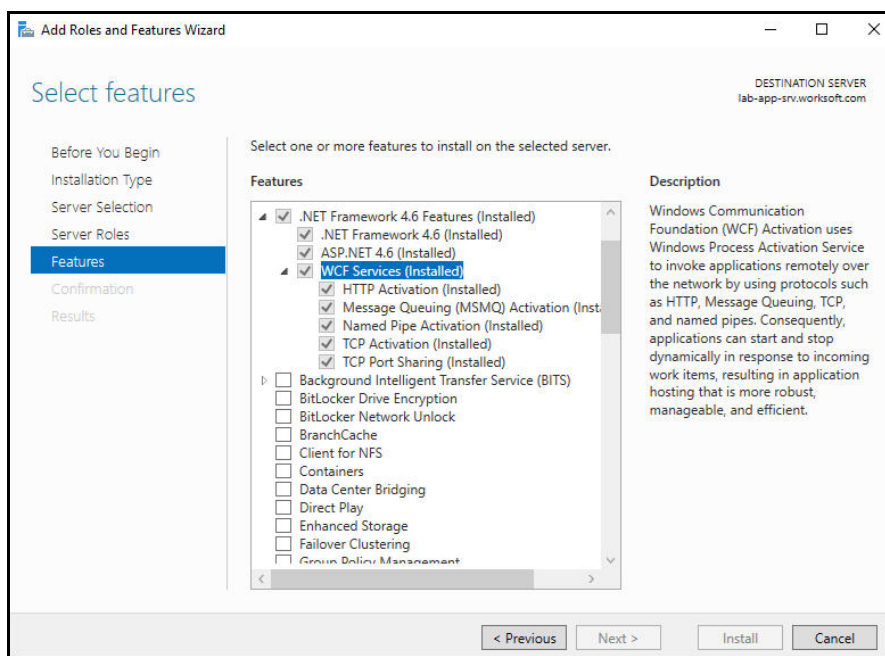 Add Roles and Features Wizard
Select features
DESTINATION SERVER
lab-app-srv.worksoft.com
Before You Begin
Installation Type
Server Selection
Server Roles
Features
Confirmation
Results
Select one or more features to install on the selected server.
Features
.NET Framework 4.6 Features (Installed)
.NET Framework 4.6 (Installed)
ASP.NET 4.6 (Installed)
WCF Services (Installed)
HTTP Activation (Installed)
Message Queuing (MSMQ) Activation (Insta
Named Pipe Activation (Installed)
TCP Activation (Installed)
TCP Port Sharing (Installed)
Background Intelligent Transfer Service (BITS)
BitLocker Drive Encryption
BitLocker Network Unlock
BranchCache
Client for NFS
Containers
Data Center Bridging
Direct Play
Enhanced Storage
Failover Clustering
Group Policy Management
Description
Windows Communication
Foundation (WCF) Activation uses
Windows Process Activation Service
to invoke applications remotely over
the network by using protocols such
as HTTP, Message Queuing, TCP,
and named pipes. Consequently,
applications can start and stop
dynamically in response to incoming
work items, resulting in application
hosting that is more robust,
manageable, and efficient.
< Previous
Next >
Install
Cancel